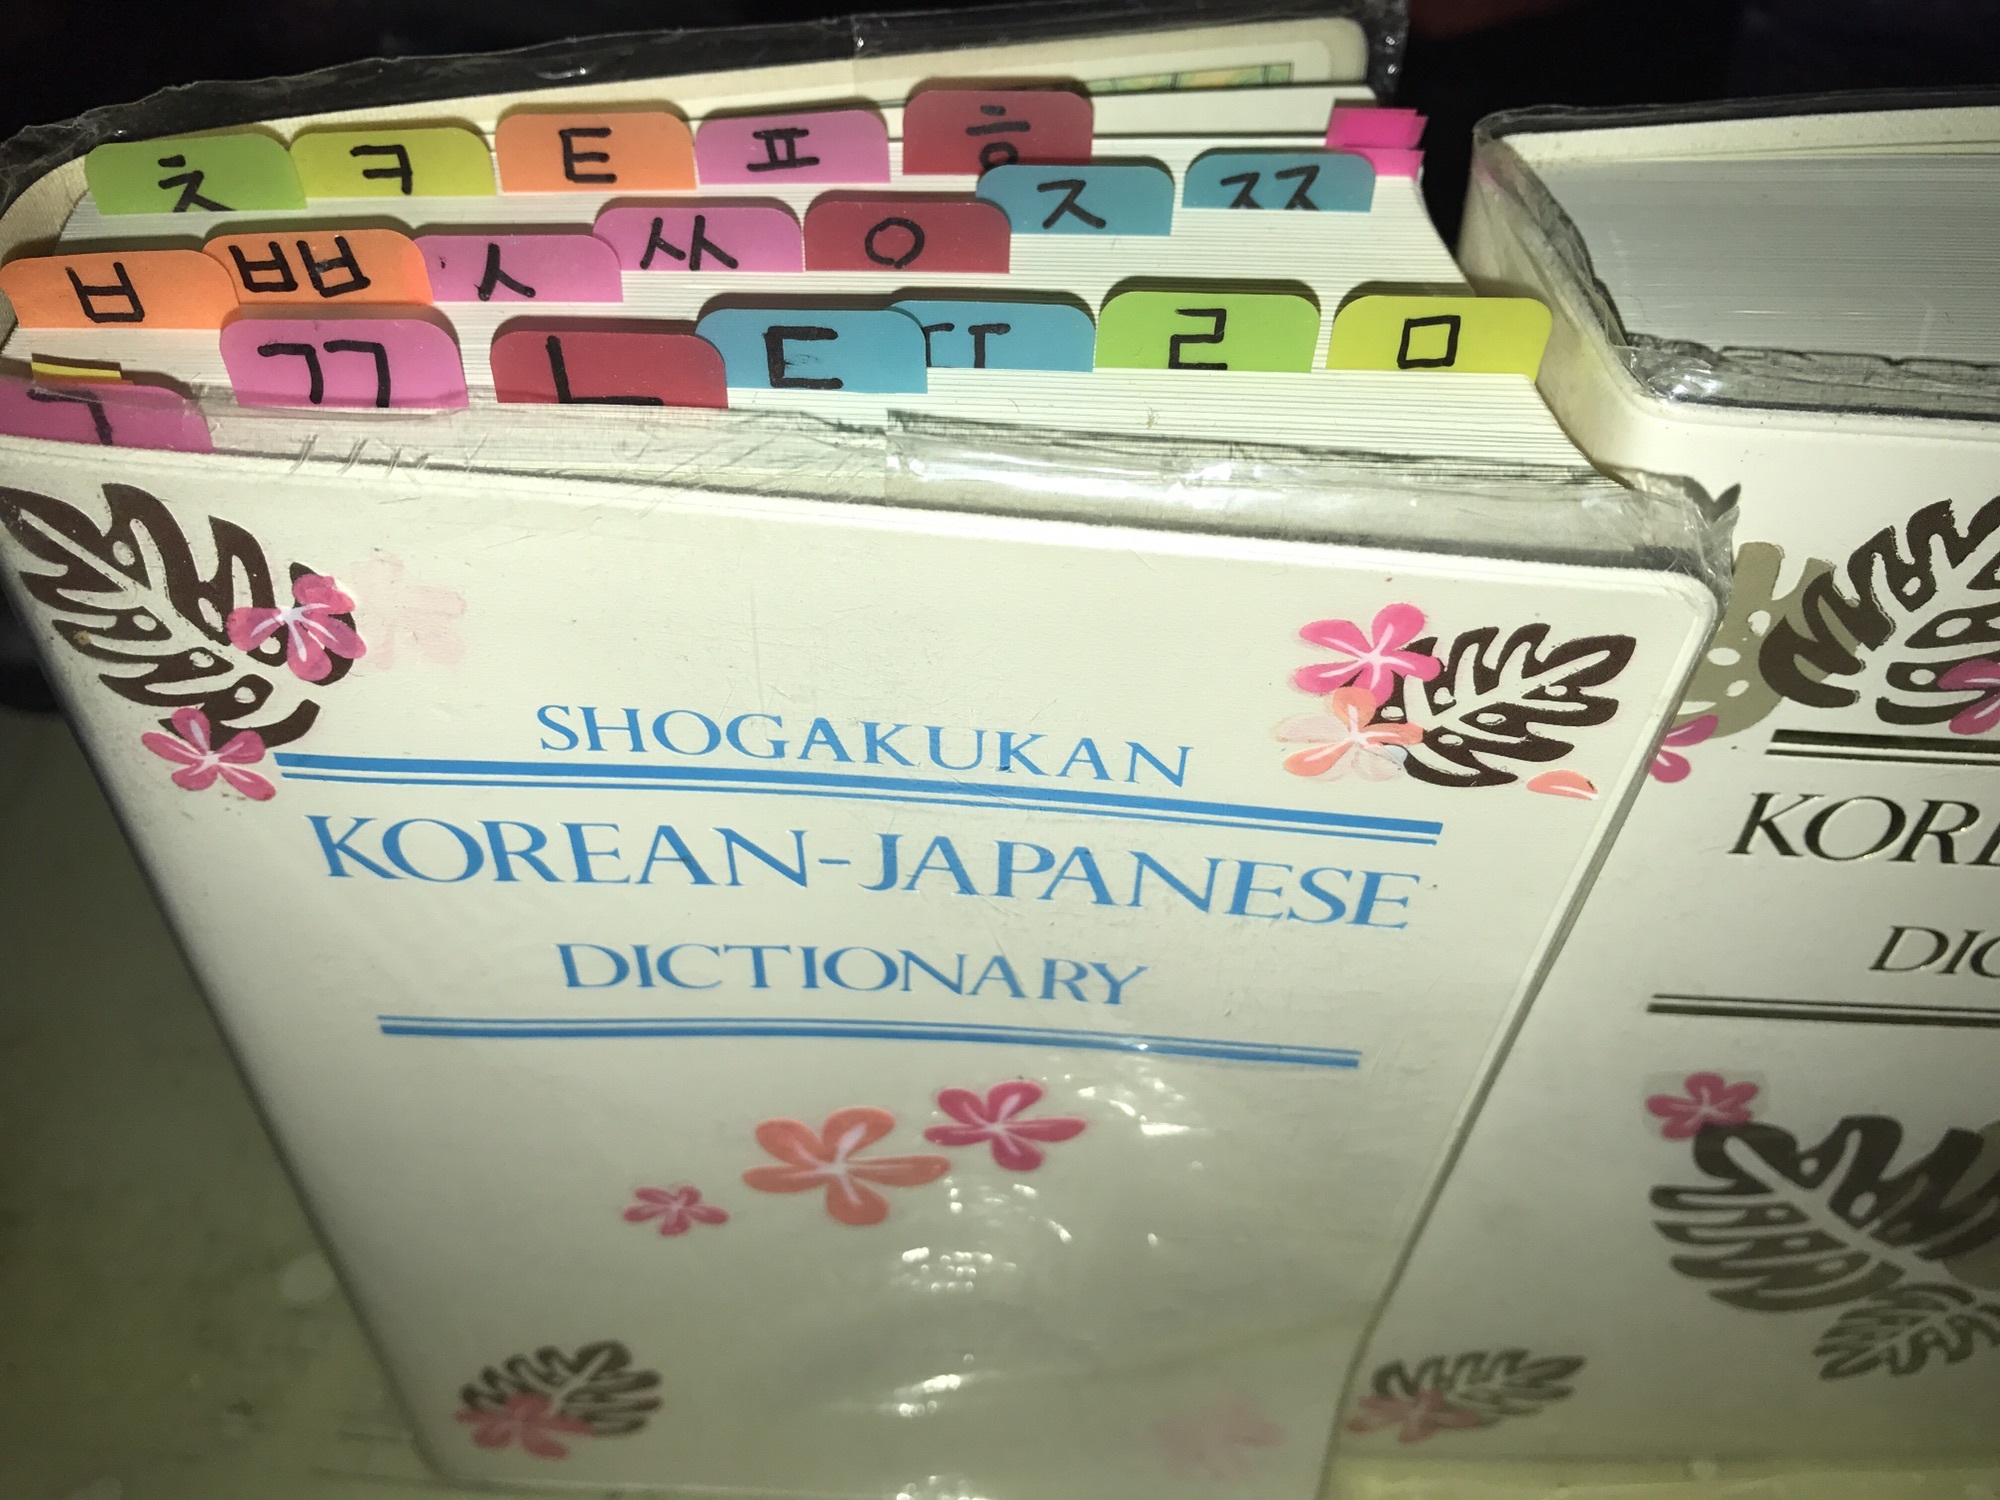 ㅊ ㅋ ㅌ ㅍ ㅎ
ㅈ ㅉ
ㅂ ㅃ ㅅ ㅆ ㅇ
ㄱ ㄲ ㄴ ㄷ ㄸ ㄹ ㅁ
SHOGAKUKAN
KOREAN-JAPANESE
DICTIONARY